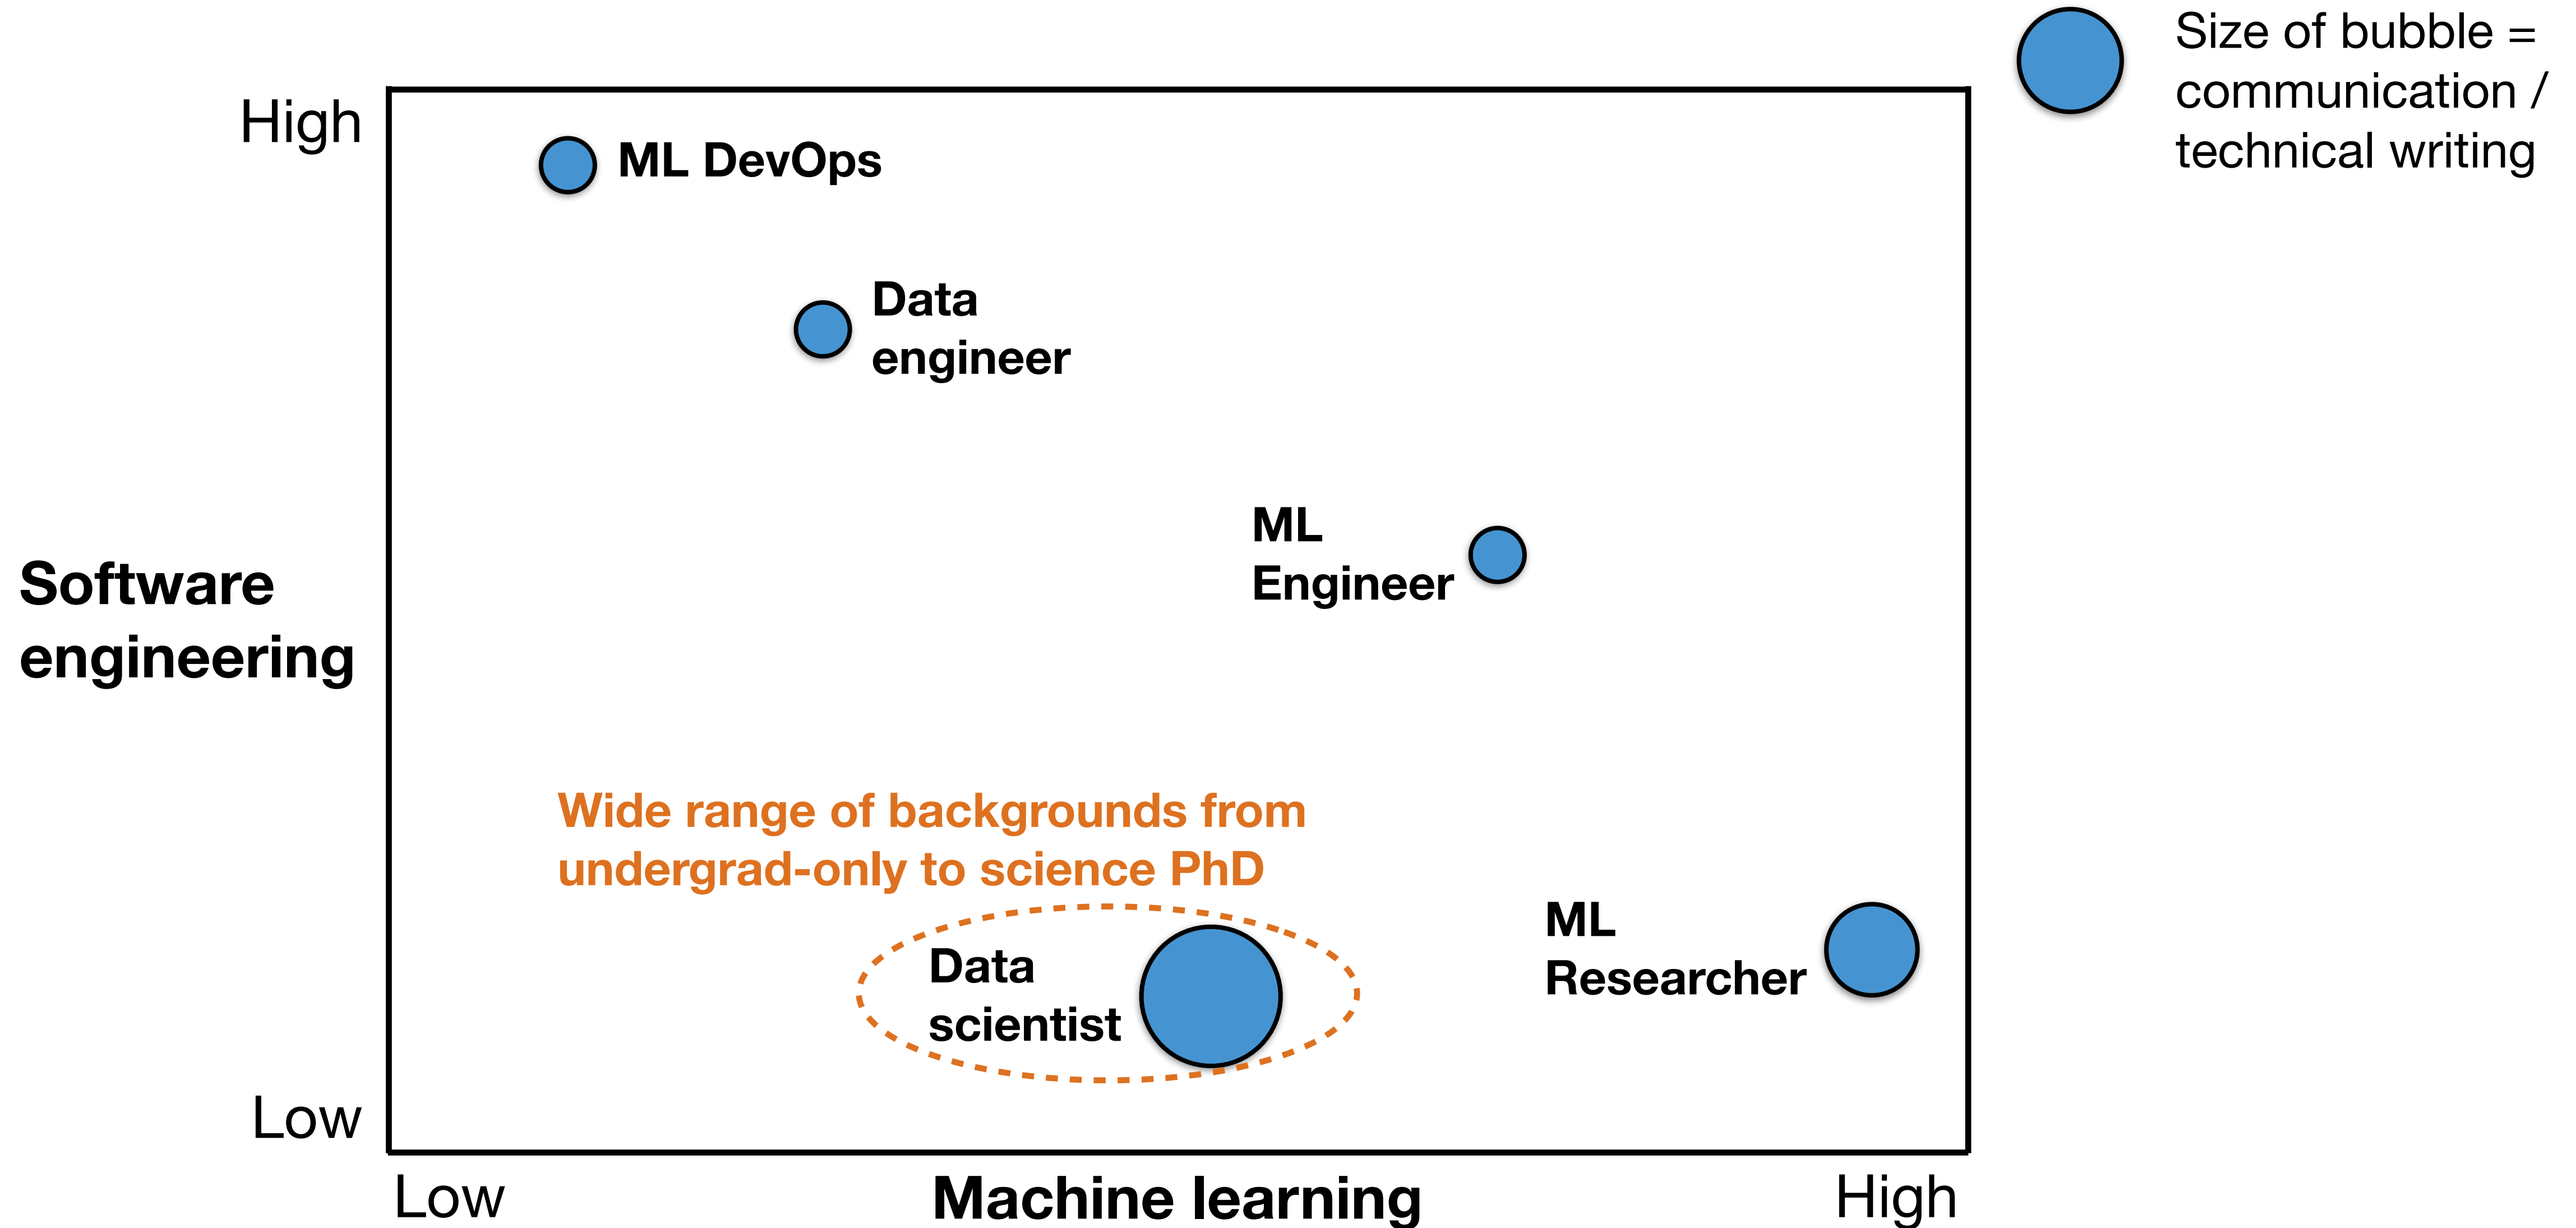 Size of bubble =
communication /
technical writing
High
ML DevOps
Data
engineer
ML
Engineer
Software
engineering
Wide range of backgrounds from
undergrad-only to science PhD
ML
Researcher
Data
scientist
Low
Low
Machine learning
High